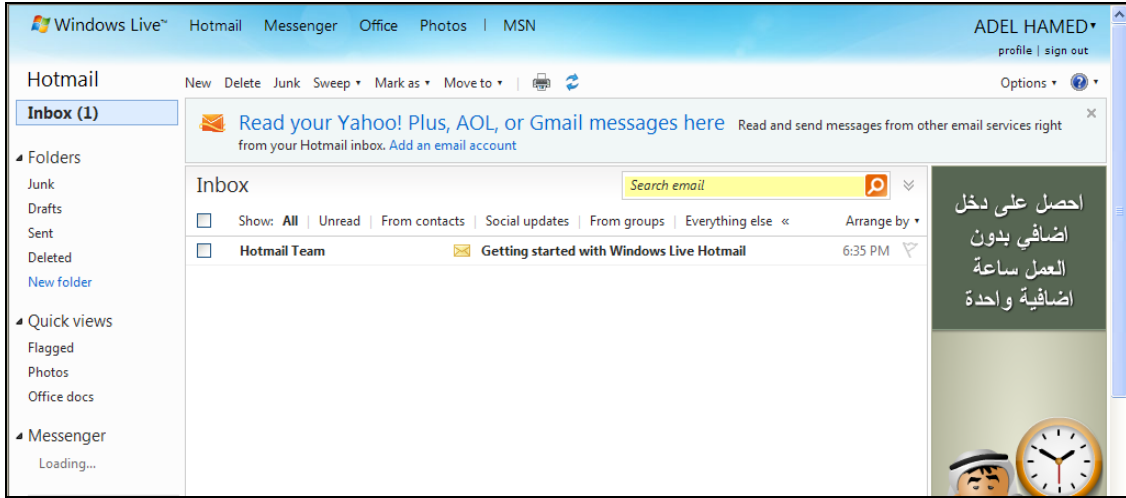 Windows Live™ Hotmail Messenger Office Photos | MSN ADEL HAMED
profile | sign out
Hotmail
New Delete Junk Sweep Mark as Move to Options
Inbox (1)
Read your Yahoo! Plus, AOL, or Gmail messages here Read and send messages from other email services right
from your Hotmail inbox. Add an email account
Folders
Junk
Drafts
Sent
Deleted
New folder
Quick views
Flagged
Photos
Office docs
Messenger
Loading...
Inbox Search email
Show: All | Unread | From contacts | Social updates | From groups | Everything else « Arrange by
Hotmail Team Getting started with Windows Live Hotmail 6:35 PM
احصل على دخل
اضافي بدون
العمل ساعة
اضافية واحدة